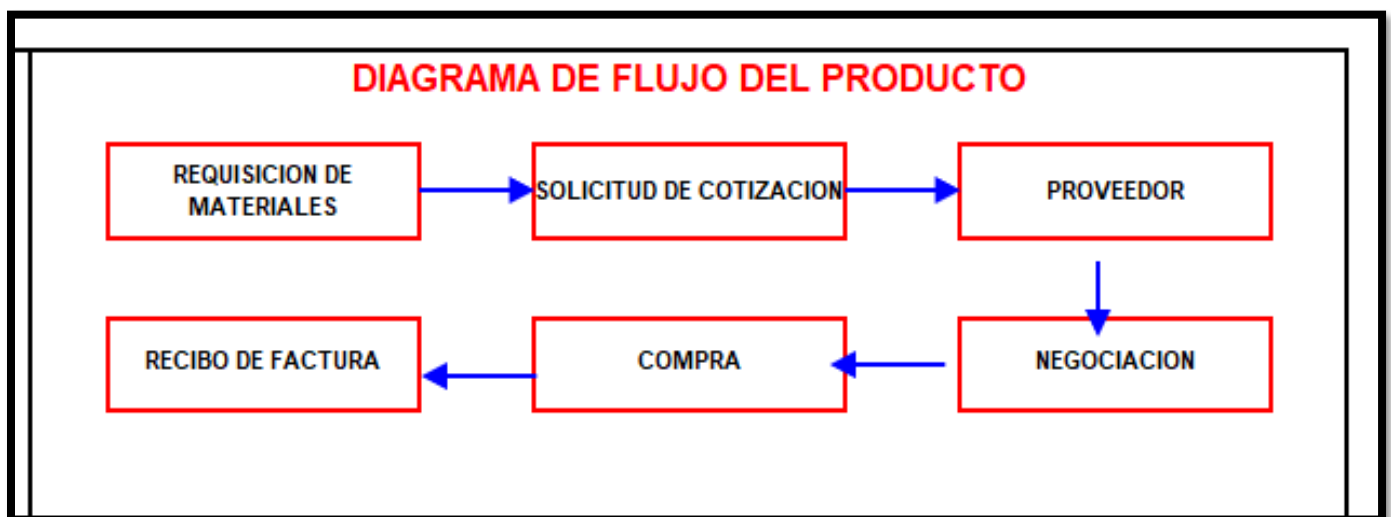 DIAGRAMA DE FLUJO DEL PRODUCTO
REQUISICION DE
MATERIALES
SOLICITUD DE COTIZACION
PROVEEDOR
NEGOCIACION
COMPRA
RECIBO DE FACTURA